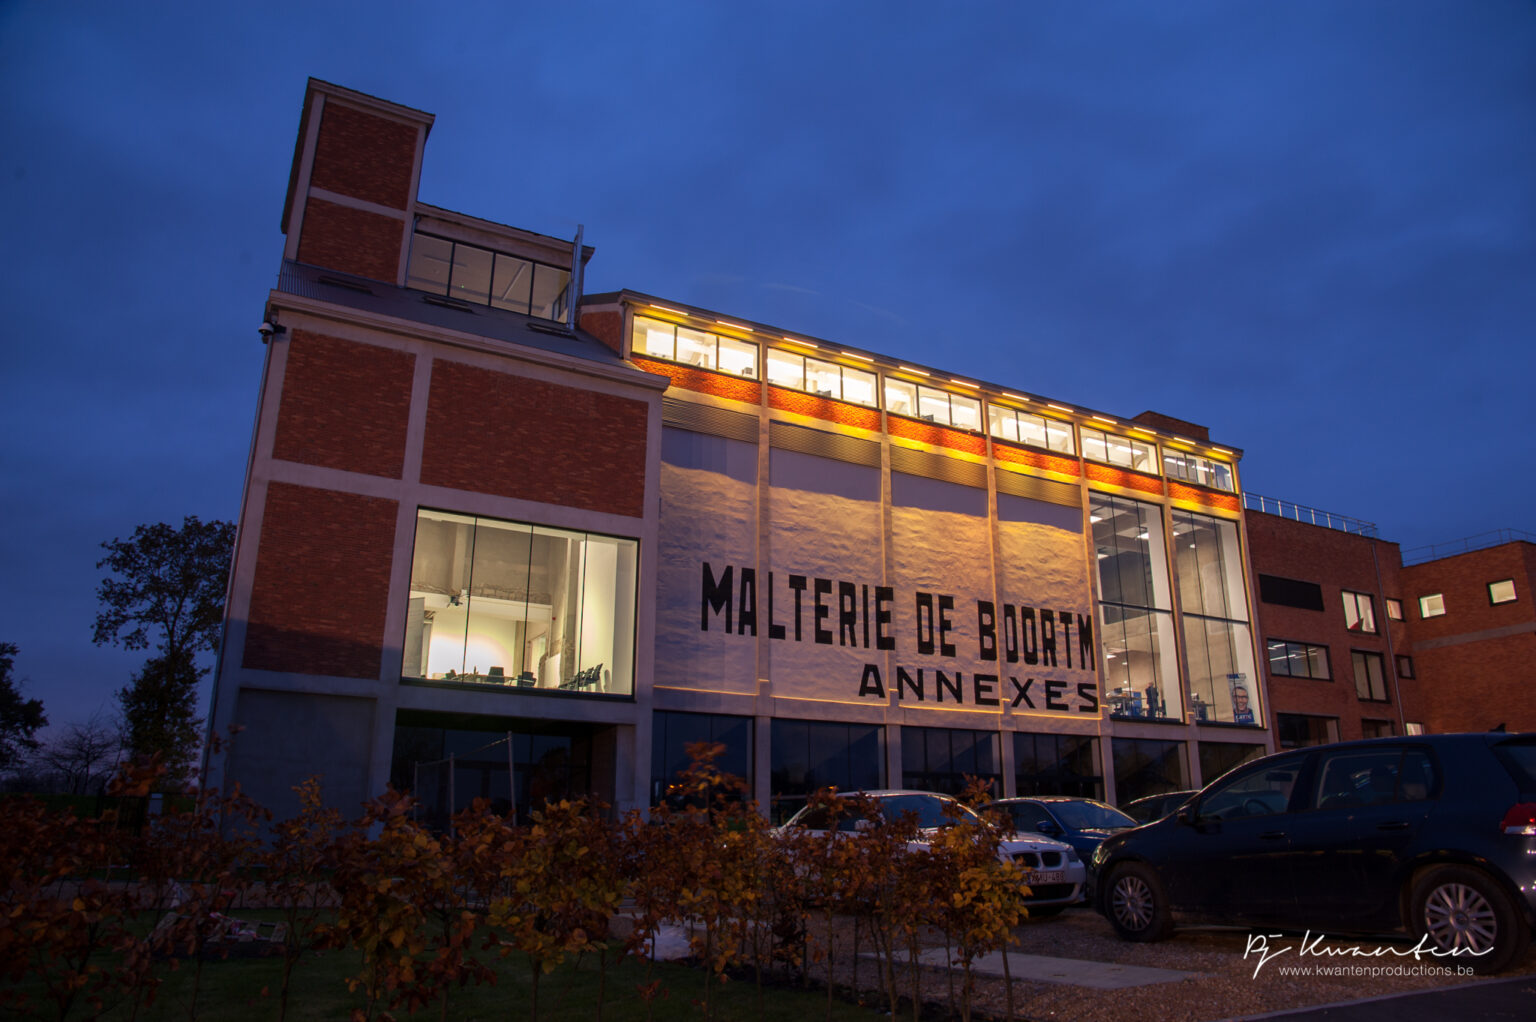 MALTERIE DE BOORTM
ANNEXES
Pj Kwanten
www.kwantenproductions.be